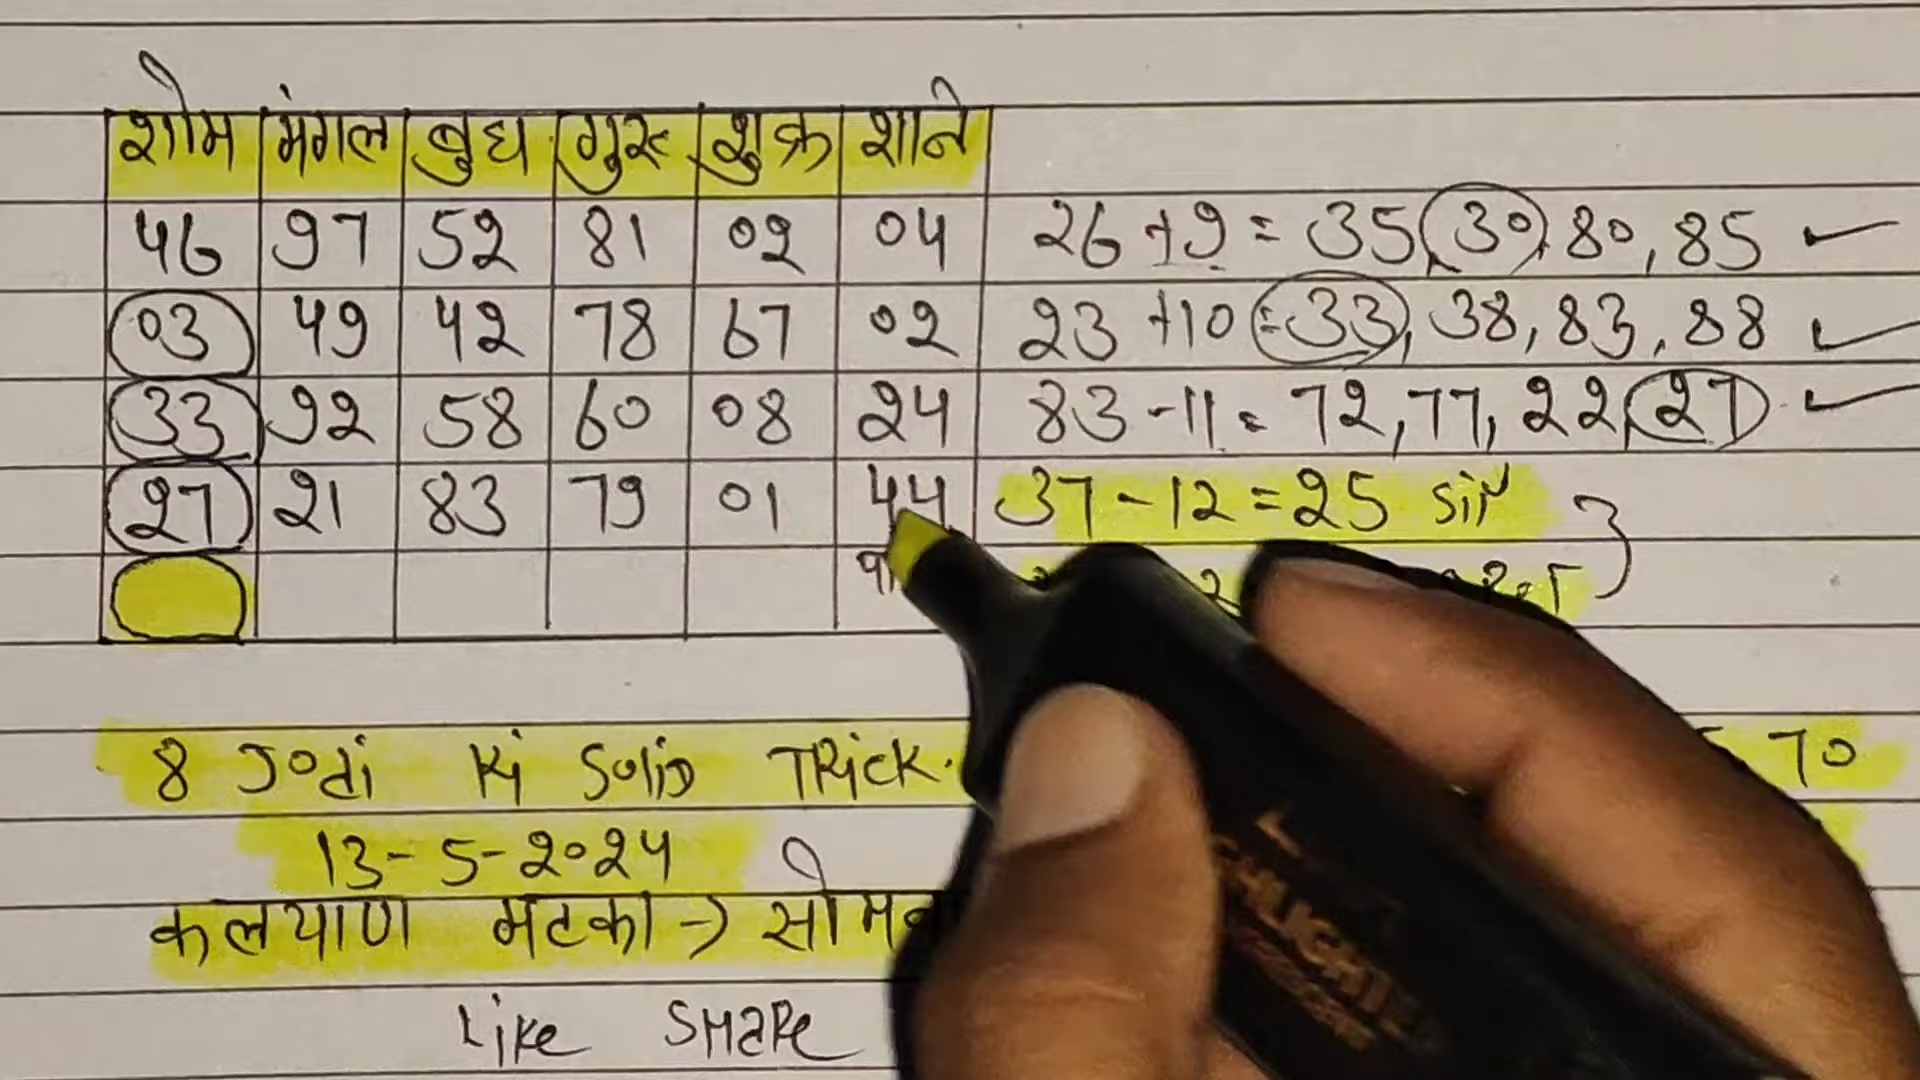 शोम मंगल बुध गुरू शुक्र शनि
46 97 52 81 02 04 26+9= 35, 30, 80, 85
03 49 42 78 67 02 23 +10 =33, 38, 83, 88
33 92 58 60 08 24 83 -11= 72, 77, 22, 27
27 21 83 79 01 44 37-12=25 sir
8 Jodi Ki Solid TRick. 70
13-5-2024
कलयाण मटका → सोमव
Like SHaRe